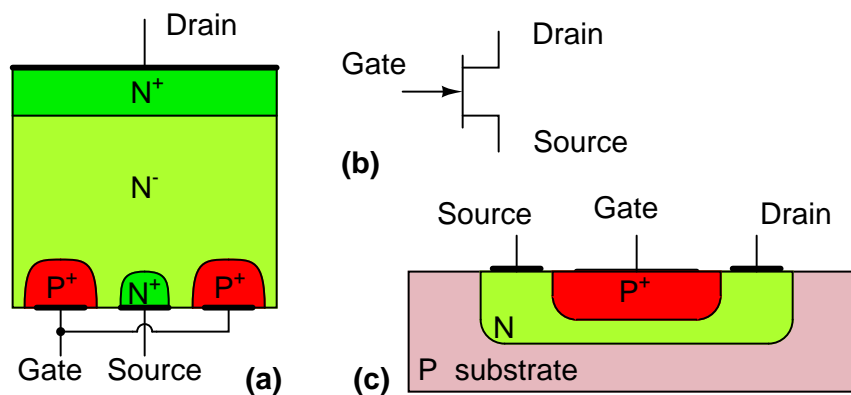 Drain
N+
N-
P+
N+
P+
Gate
Source
(a)
Drain
Gate
Source
(b)
Source
Gate
Drain
P+
N
P substrate
(c)